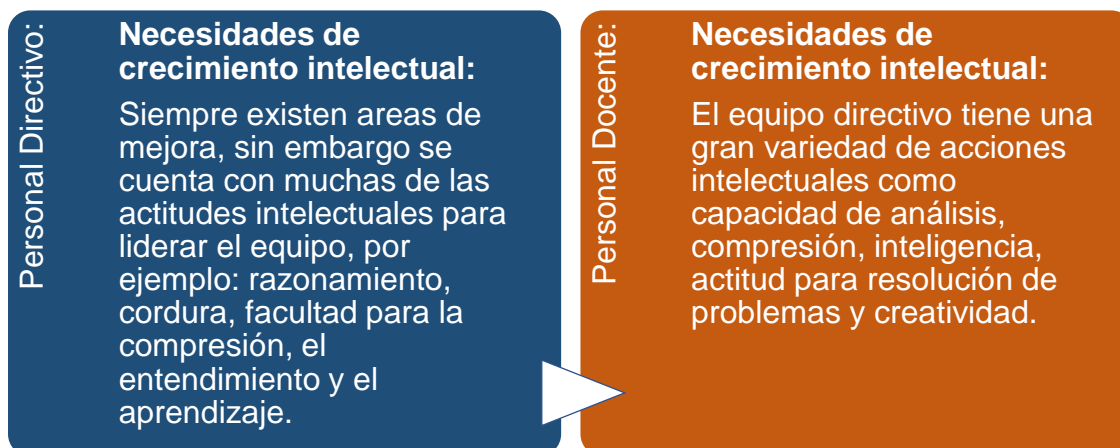 Personal Directivo:
Necesidades de
crecimiento intelectual:
Siempre existen areas de
mejora, sin embargo se
cuenta con muchas de las
actitudes intelectuales para
liderar el equipo, por
ejemplo: razonamiento,
cordura, facultad para la
compresión, el
entendimiento y el
aprendizaje.
Personal Docente:
Necesidades de
crecimiento intelectual:
El equipo directivo tiene una
gran variedad de acciones
intelectuales como
capacidad de análisis,
compresión, inteligencia,
actitud para resolución de
problemas y creatividad.